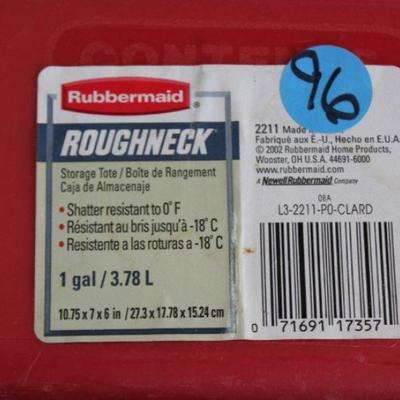 CONTENTS
96
Rubbermaid
ROUGHNECK
Storage Tote / Boîte de Rangement
Caja de Almacenaje
• Shatter resistant to 0° F
• Résistant au bris jusqu'à -18° C
• Resistente a las roturas a -18° C
1 gal / 3.78 L
10.75 x 7 x 6 in / 27.3 x 17.78 x 15.24 cm
2211 Made
Fabriqué aux É.-U., Hecho en E.U.A.
© 2002 Rubbermaid Home Products,
Wooster, OH U.S.A. 44691-6000
www.rubbermaid.com
A Newell Rubbermaid Company
08A
L3-2211-P0-CLARD
0 71691 17357